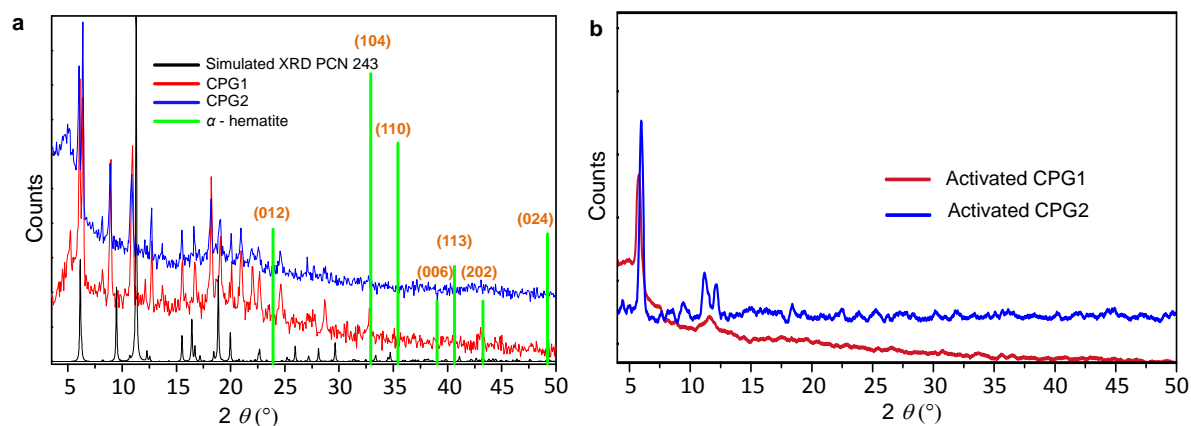 a
Counts
Simulated XRD PCN 243
CPG1
CPG2
α - hematite
(012)
(104)
(110)
(006)
(113)
(202)
(024)
5 10 15 20 25 30 35 40 45 50
2 θ (°)
b
Counts
Activated CPG1
Activated CPG2
5 10 15 20 25 30 35 40 45 50
2 θ (°)